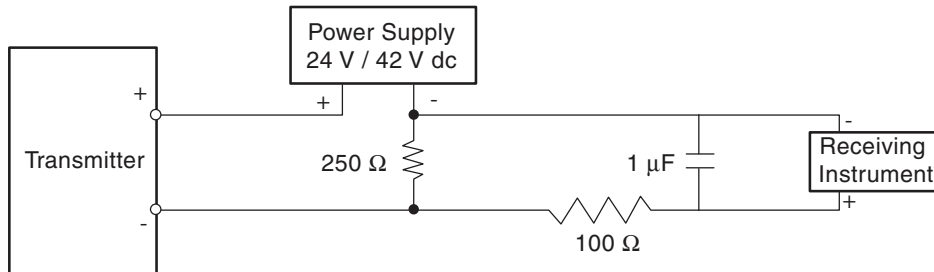 Power Supply
24 V / 42 V dc
+
+
-
-
Transmitter
250 Ω
1 μF
Receiving
Instrument
-
+
100 Ω